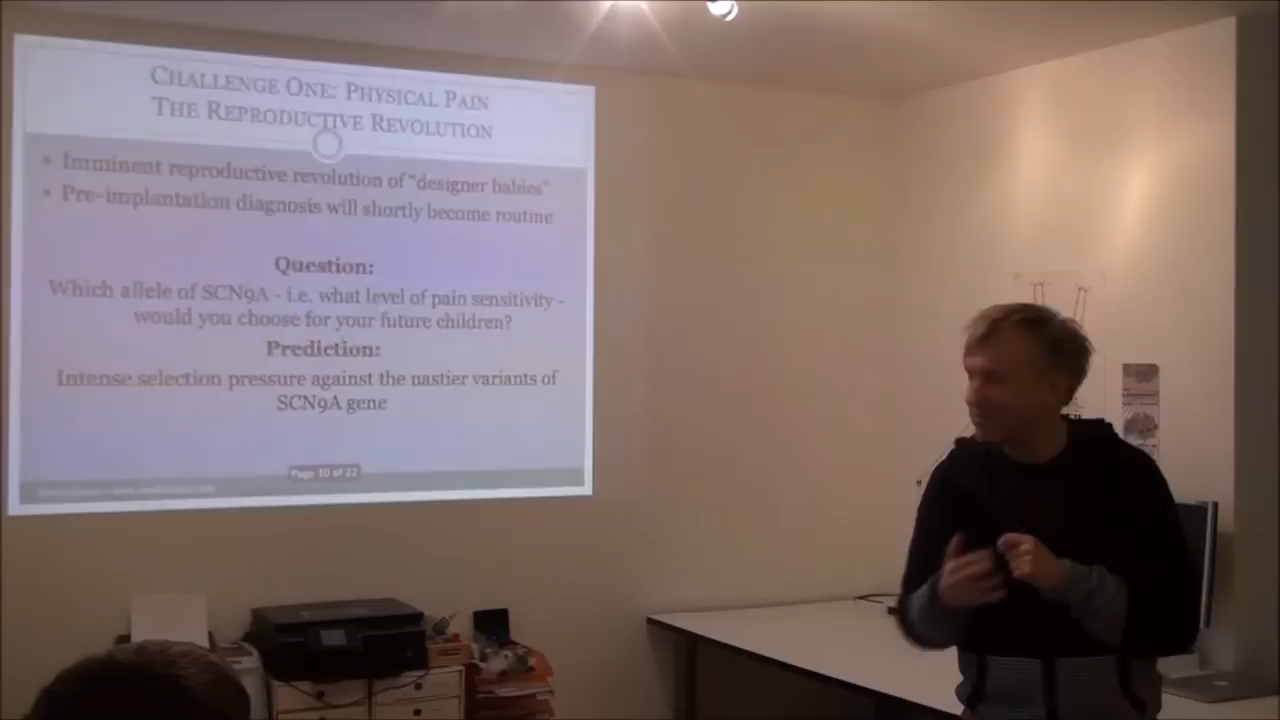 CHALLENGE ONE: PHYSICAL PAIN
THE REPRODUCTIVE REVOLUTION
Imminent reproductive revolution of "designer babies"
Pre-implantation diagnosis will shortly become routine
Question:
Which allele of SCN9A - i.e. what level of pain sensitivity -
would you choose for your future children?
Prediction:
Intense selection pressure against the nastier variants of
SCN9A gene
Page 10 of 22